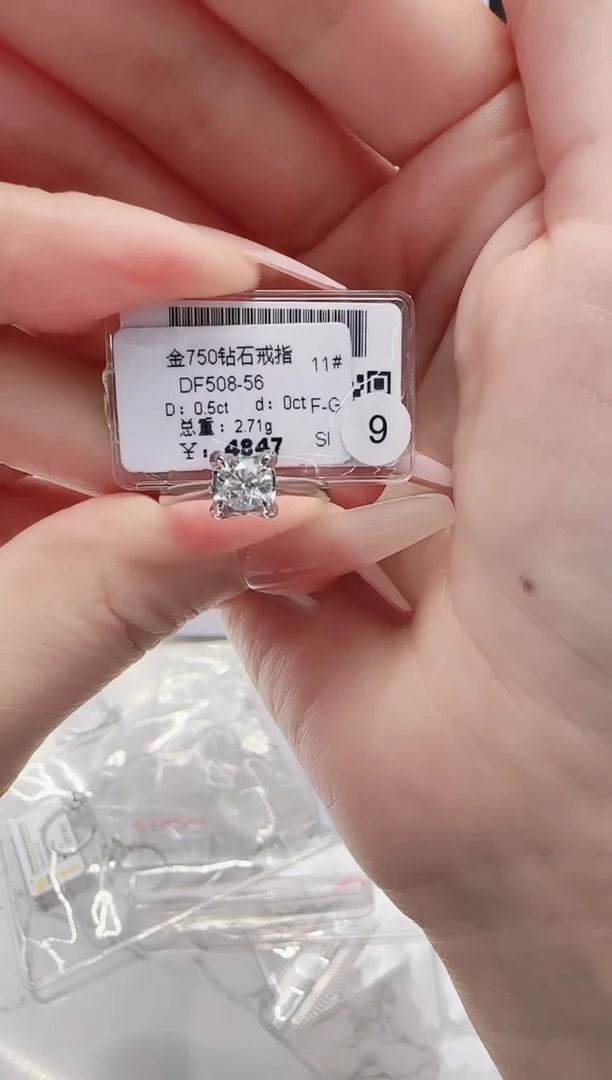 金750钻石戒指 11#
DF508-56
D: 0.5ct d: 0ct F-G
总重: 2.71g
¥: 4847 SI
9